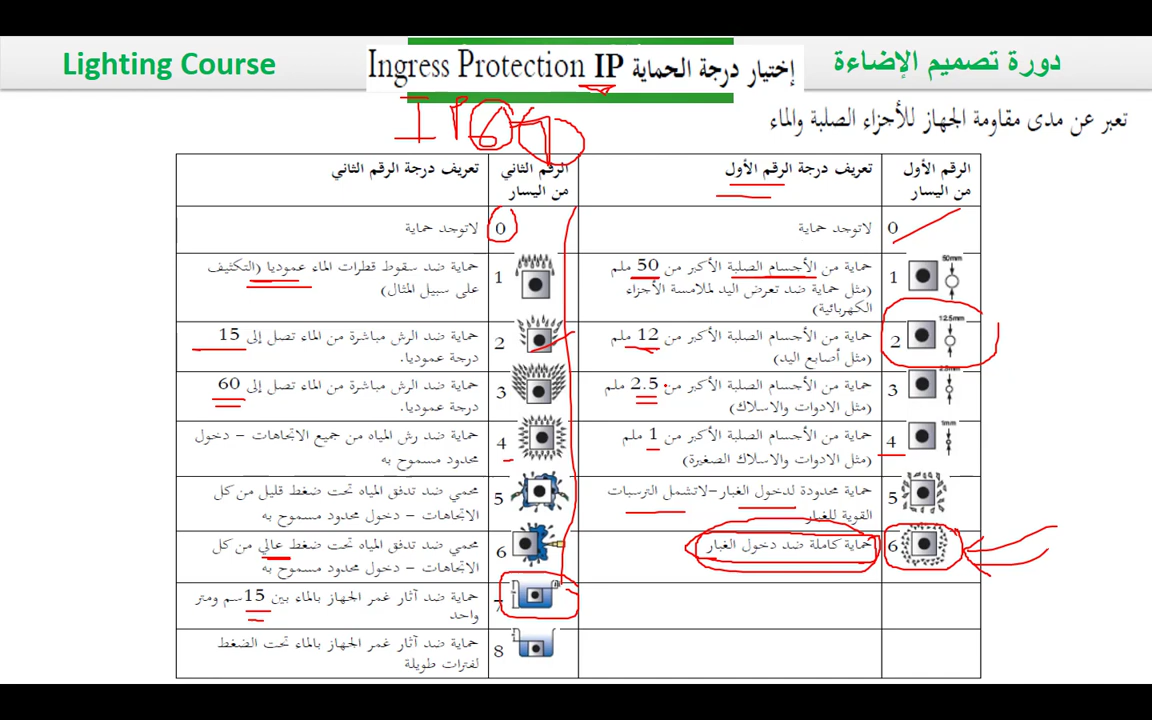 Lighting Course
إختيار درجة الحماية Ingress Protection IP
دورة تصميم الإضاءة
IP67
تعبر عن مدى مقاومة الجهاز للأجزاء الصلبة والماء
الرقم الأول
من اليسار
تعريف درجة الرقم الأول
الرقم الثاني
من اليسار
تعريف درجة الرقم الثاني
0
لاتوجد حماية
0
لاتوجد حماية
1
50mm
حماية من الأجسام الصلبة الأكبر من 50 ملم
(مثل حماية ضد تعرض اليد لملامسة الأجزاء
الكهربائية)
1
حماية ضد سقوط قطرات الماء عموديا (التكثيف
على سبيل المثال)
2
12.5mm
حماية من الأجسام الصلبة الأكبر من 12 ملم
(مثل أصابع اليد)
2
حماية ضد الرش مباشرة من الماء تصل إلى 15
درجة عموديا.
3
2.5mm
حماية من الأجسام الصلبة الأكبر من 2.5 ملم
(مثل الادوات والاسلاك)
3
حماية ضد الرش مباشرة من الماء تصل إلى 60
درجة عموديا.
4
1mm
حماية من الأجسام الصلبة الأكبر من 1 ملم
(مثل الادوات والاسلاك الصغيرة)
4
حماية ضد رش المياه من جميع الاتجاهات - دخول
محدود مسموح به
5
حماية محدودة لدخول الغبار-لاتشمل الترسبات
القوية للغبار
5
محمي ضد تدفق المياه تحت ضغط قليل من كل
الاتجاهات - دخول محدود مسموح به
6
حماية كاملة ضد دخول الغبار
6
محمي ضد تدفق المياه تحت ضغط عالي من كل
الاتجاهات - دخول محدود مسموح به
7
حماية ضد آثار غمر الجهاز بالماء بين 15سم ومتر
واحد
8
حماية ضد آثار غمر الجهاز بالماء تحت الضغط
لفترات طويلة